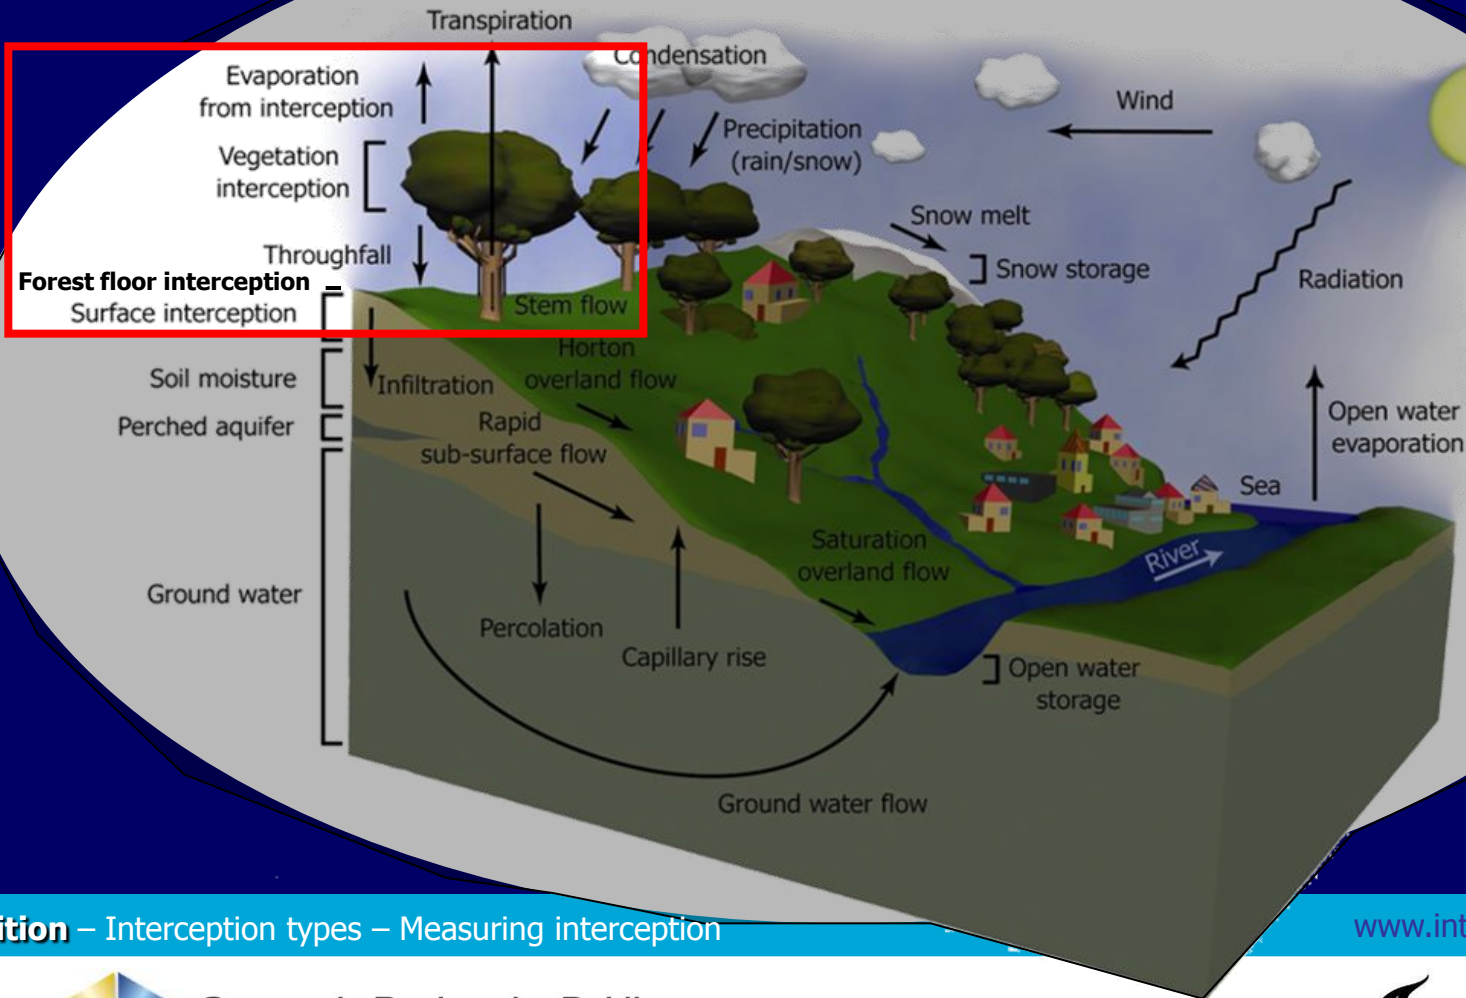 Transpiration
Condensation
Evaporation
from interception
Wind
Precipitation
(rain/snow)
Vegetation
interception
Snow melt
Throughfall
Snow storage
Forest floor interception
Radiation
Surface interception
Stem flow
Horton
overland flow
Soil moisture
Infiltration
Perched aquifer
Rapid
sub-surface flow
Open water
evaporation
Sea
Saturation
overland flow
River
Ground water
Percolation
Capillary rise
Open water
storage
Ground water flow
ition – Interception types – Measuring interception
www.int